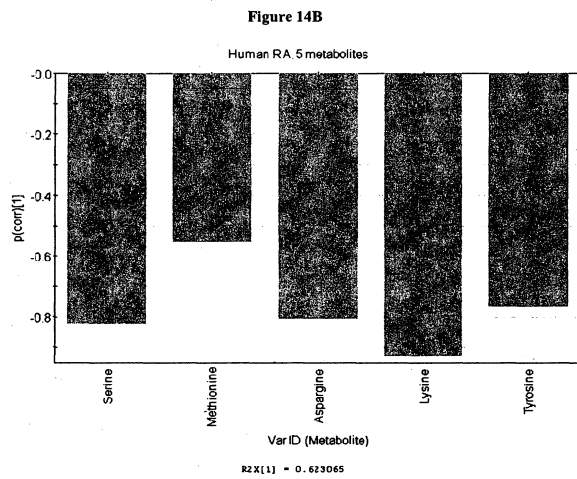 Figure 14B
Human RA, 5 metabolites
-0.0
-0.2
-0.4
-0.6
-0.8
p(corr)[1]
Serine
Methionine
Aspargine
Lysine
Tyrosine
Var ID (Metabolite)
R2X[1] = 0.623065